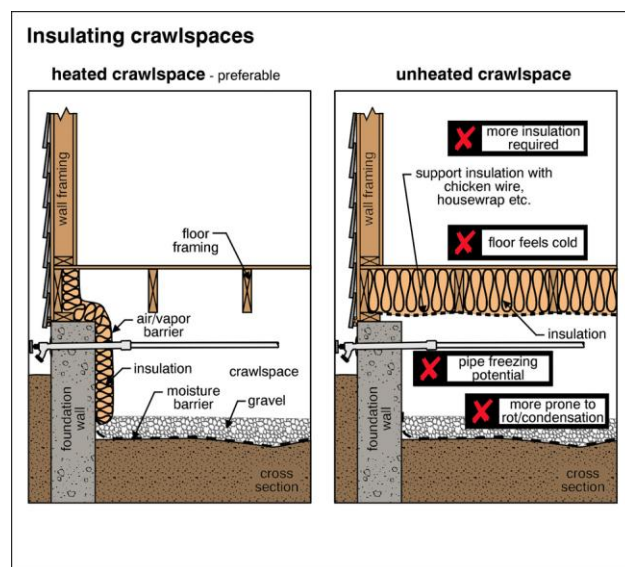 Insulating crawlspaces
heated crawlspace - preferable
wall framing
floor
framing
air/vapor
barrier
insulation
crawlspace
moisture
barrier
gravel
foundation
wall
cross
section
unheated crawlspace
more insulation
required
support insulation with
chicken wire,
housewrap etc.
wall framing
floor feels cold
insulation
pipe freezing
potential
more prone to
rot/condensation
foundation
wall
cross
section